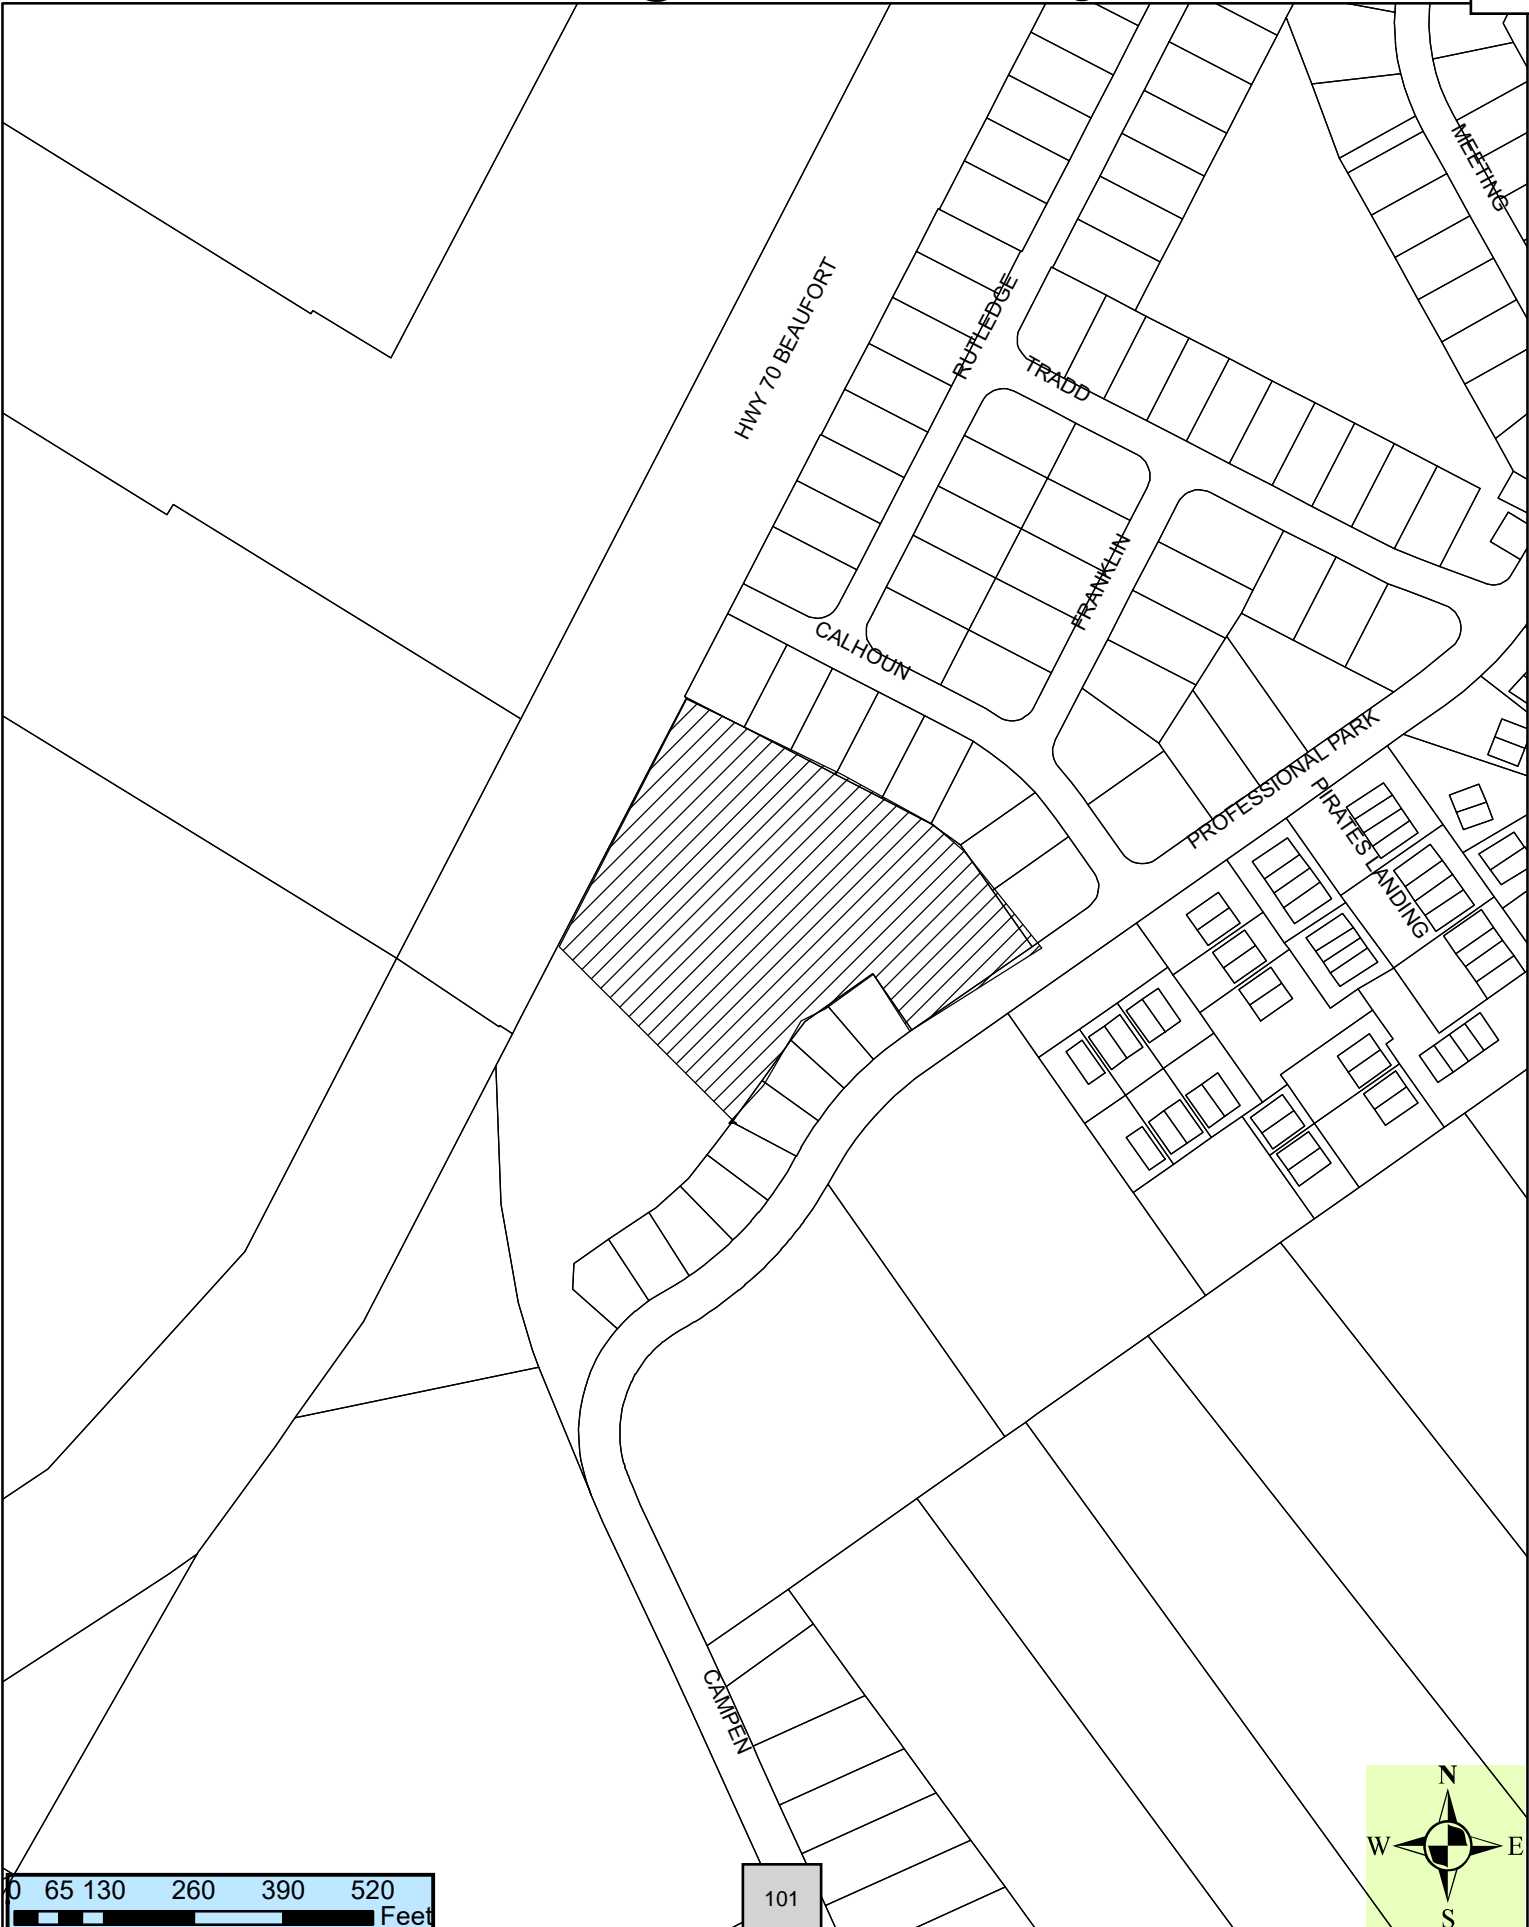 MEETING
HWY 70 BEAUFORT
RUTLEDGE
TRADD
FRANKLIN
CALHOUN
PROFESSIONAL PARK
PIRATES LANDING
CAMPEN
N
W E
S
0 65 130 260 390 520
Feet
101